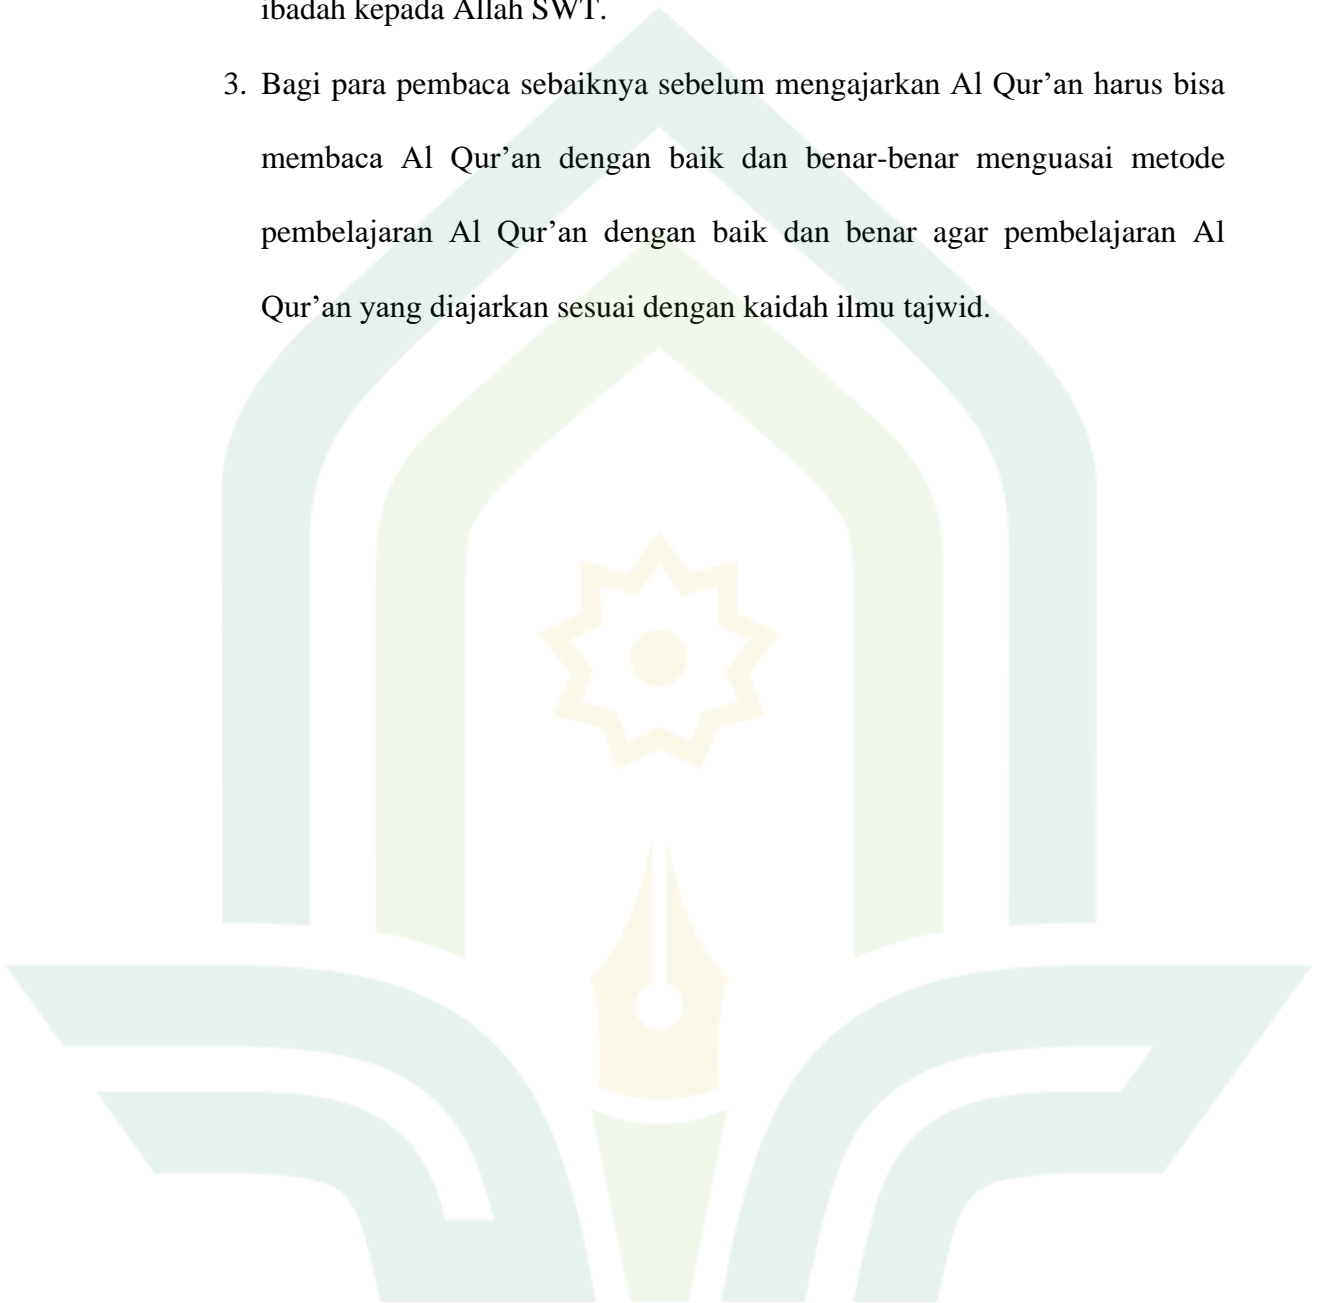 ibadah kepada Allah SWT.
3. Bagi para pembaca sebaiknya sebelum mengajarkan Al Qur’an harus bisa
membaca Al Qur’an dengan baik dan benar-benar menguasai metode
pembelajaran Al Qur’an dengan baik dan benar agar pembelajaran Al
Qur’an yang diajarkan sesuai dengan kaidah ilmu tajwid.